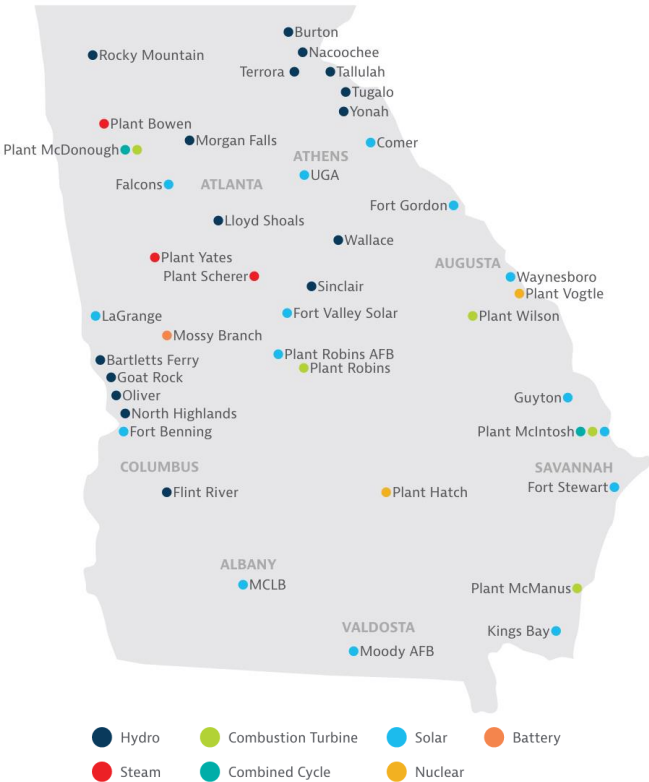 Burton
Nacoochee
Rocky Mountain
Terrora
Tallulah
Tugalo
Yonah
Plant Bowen
Morgan Falls
Comer
Plant McDonough
ATHENS
UGA
Falcons
ATLANTA
Fort Gordon
Lloyd Shoals
Wallace
Plant Yates
AUGUSTA
Plant Scherer
Waynesboro
Sinclair
Plant Vogtle
LaGrange
Fort Valley Solar
Plant Wilson
Mossy Branch
Plant Robins AFB
Bartletts Ferry
Plant Robins
Goat Rock
Oliver
Guyton
North Highlands
Fort Benning
Plant McIntosh
COLUMBUS
SAVANNAH
Flint River
Plant Hatch
Fort Stewart
ALBANY
MCLB
Plant McManus
VALDOSTA
Kings Bay
Moody AFB
Hydro
Combustion Turbine
Solar
Battery
Steam
Combined Cycle
Nuclear